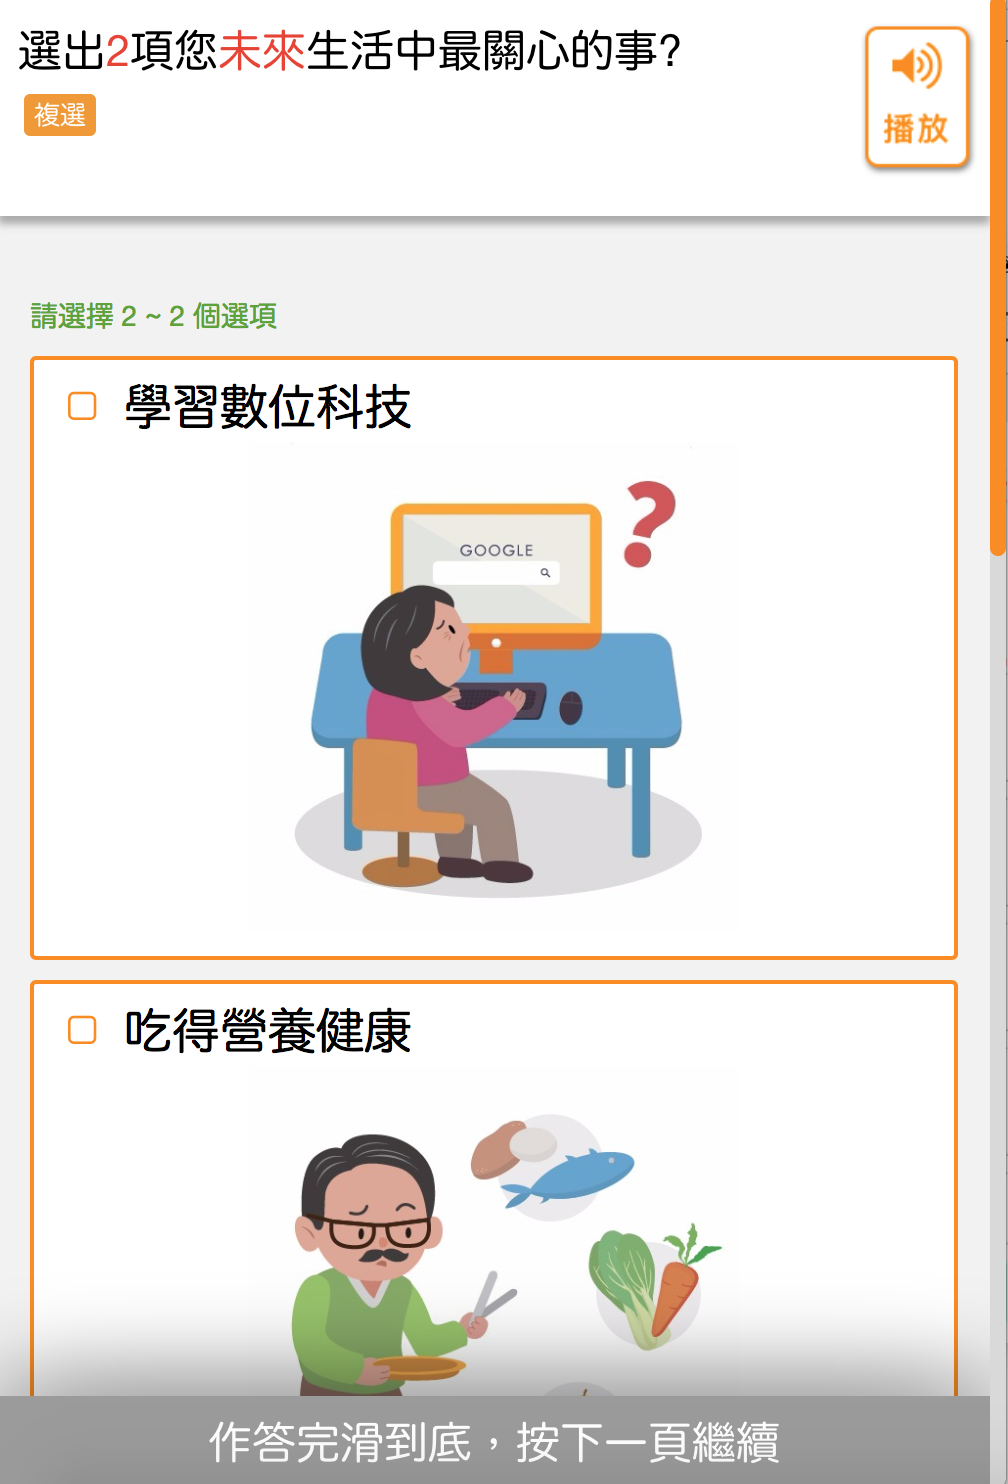 選出2項您未來生活中最關心的事?
複選
播放
請選擇 2 ~ 2 個選項
學習數位科技
GOOGLE
吃得營養健康
作答完滑到底，按下一頁繼續